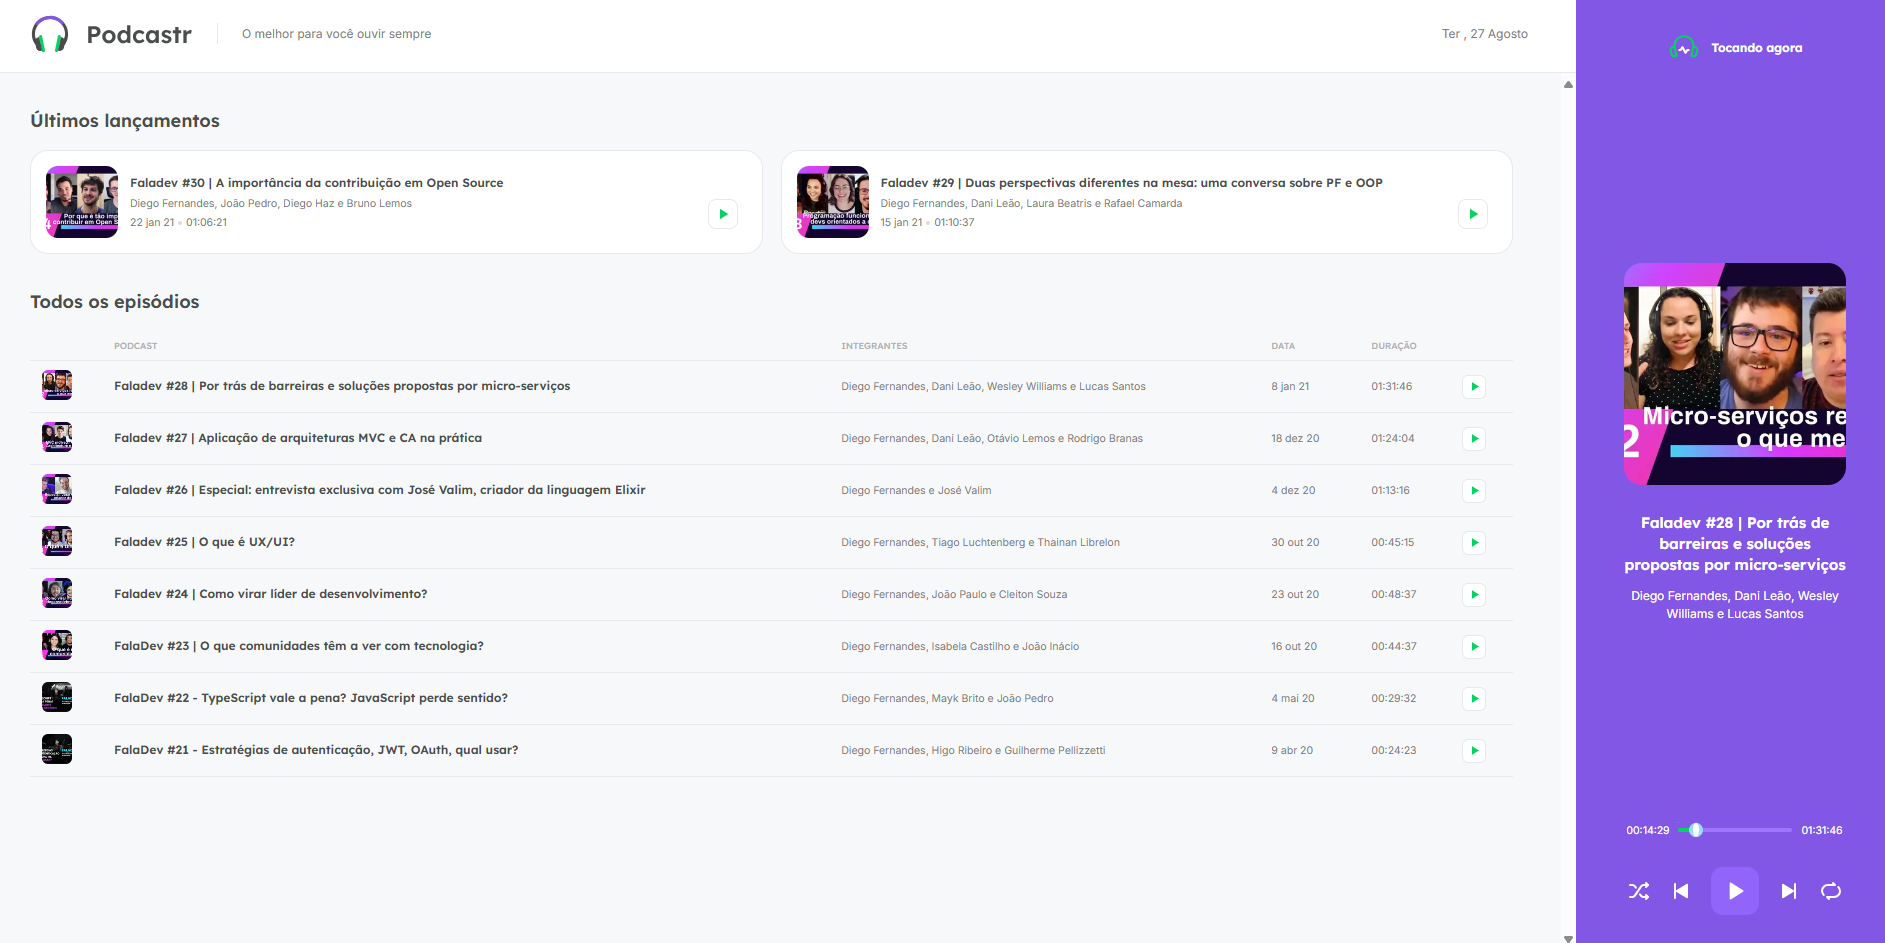 Podcastr
O melhor para você ouvir sempre
Ter , 27 Agosto
Últimos lançamentos
Faladev #30 | A importância da contribuição em Open Source
Diego Fernandes, João Pedro, Diego Haz e Bruno Lemos
22 jan 21
01:06:21
Faladev #29 | Duas perspectivas diferentes na mesa: uma conversa sobre PF e OOP
Diego Fernandes, Dani Leão, Laura Beatris e Rafael Camarda
15 jan 21
01:10:37
Todos os episódios
PODCAST INTEGRANTES DATA DURAÇÃO
Faladev #28 | Por trás de barreiras e soluções propostas por micro-serviços Diego Fernandes, Dani Leão, Wesley Williams e Lucas Santos 8 jan 21 01:31:46
Faladev #27 | Aplicação de arquiteturas MVC e CA na prática Diego Fernandes, Dani Leão, Otávio Lemos e Rodrigo Branas 18 dez 20 01:24:04
Faladev #26 | Especial: entrevista exclusiva com José Valim, criador da linguagem Elixir Diego Fernandes e José Valim 4 dez 20 01:13:16
Faladev #25 | O que é UX/UI? Diego Fernandes, Tiago Luchtenberg e Thainan Librelon 30 out 20 00:45:15
Faladev #24 | Como virar líder de desenvolvimento? Diego Fernandes, João Paulo e Cleiton Souza 23 out 20 00:48:37
FalaDev #23 | O que comunidades têm a ver com tecnologia? Diego Fernandes, Isabela Castilho e João Inácio 16 out 20 00:44:37
FalaDev #22 - TypeScript vale a pena? JavaScript perde sentido? Diego Fernandes, Mayk Brito e João Pedro 4 mai 20 00:29:32
FalaDev #21 - Estratégias de autenticação, JWT, OAuth, qual usar? Diego Fernandes, Higo Ribeiro e Guilherme Pellizzetti 9 abr 20 00:24:23
Tocando agora
Micro-serviços re
2 o que me
Faladev #28 | Por trás de
barreiras e soluções
propostas por micro-serviços
Diego Fernandes, Dani Leão, Wesley
Williams e Lucas Santos
00:14:29 01:31:46